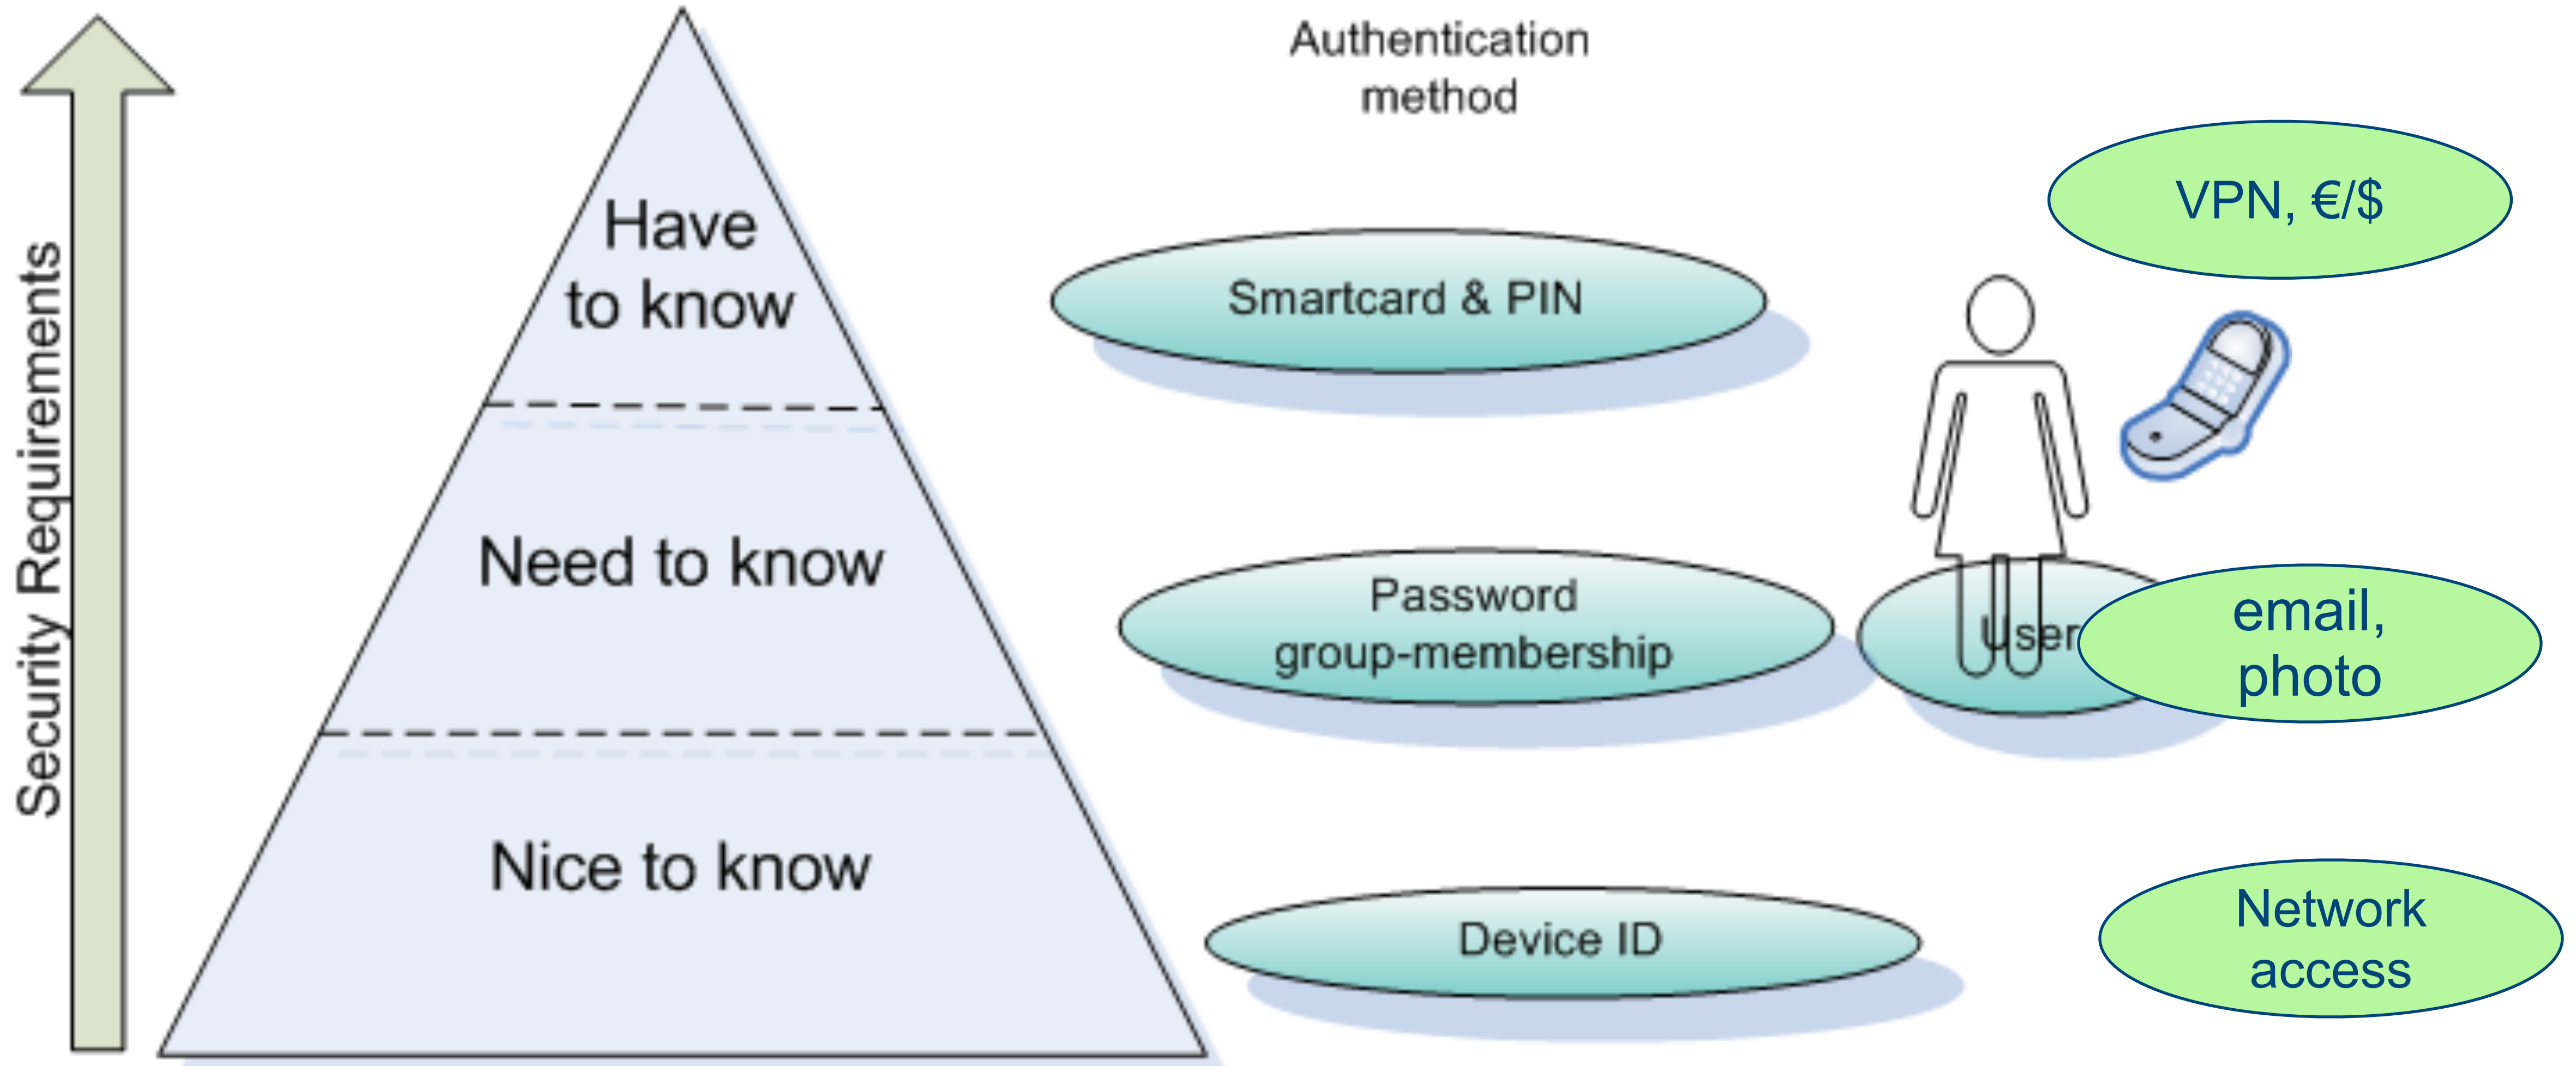 Security Requirements
Authentication
method
Have
to know
Smartcard & PIN
VPN, €/$
Need to know
Password
group-membership
User
email,
photo
Nice to know
Device ID
Network
access